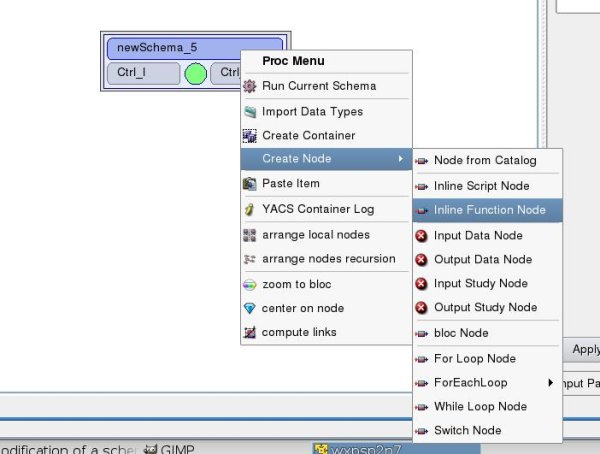 newSchema_5
Ctrl_I
Ctrl
Proc Menu
Run Current Schema
Import Data Types
Create Container
Create Node
Paste Item
YACS Container Log
arrange local nodes
arrange nodes recursion
zoom to bloc
center on node
compute links
Node from Catalog
Inline Script Node
Inline Function Node
Input Data Node
Output Data Node
Input Study Node
Output Study Node
bloc Node
For Loop Node
ForEachLoop
While Loop Node
Switch Node
Apply
nput Pa
odification of a sche
GIMP
wxpsp2n7